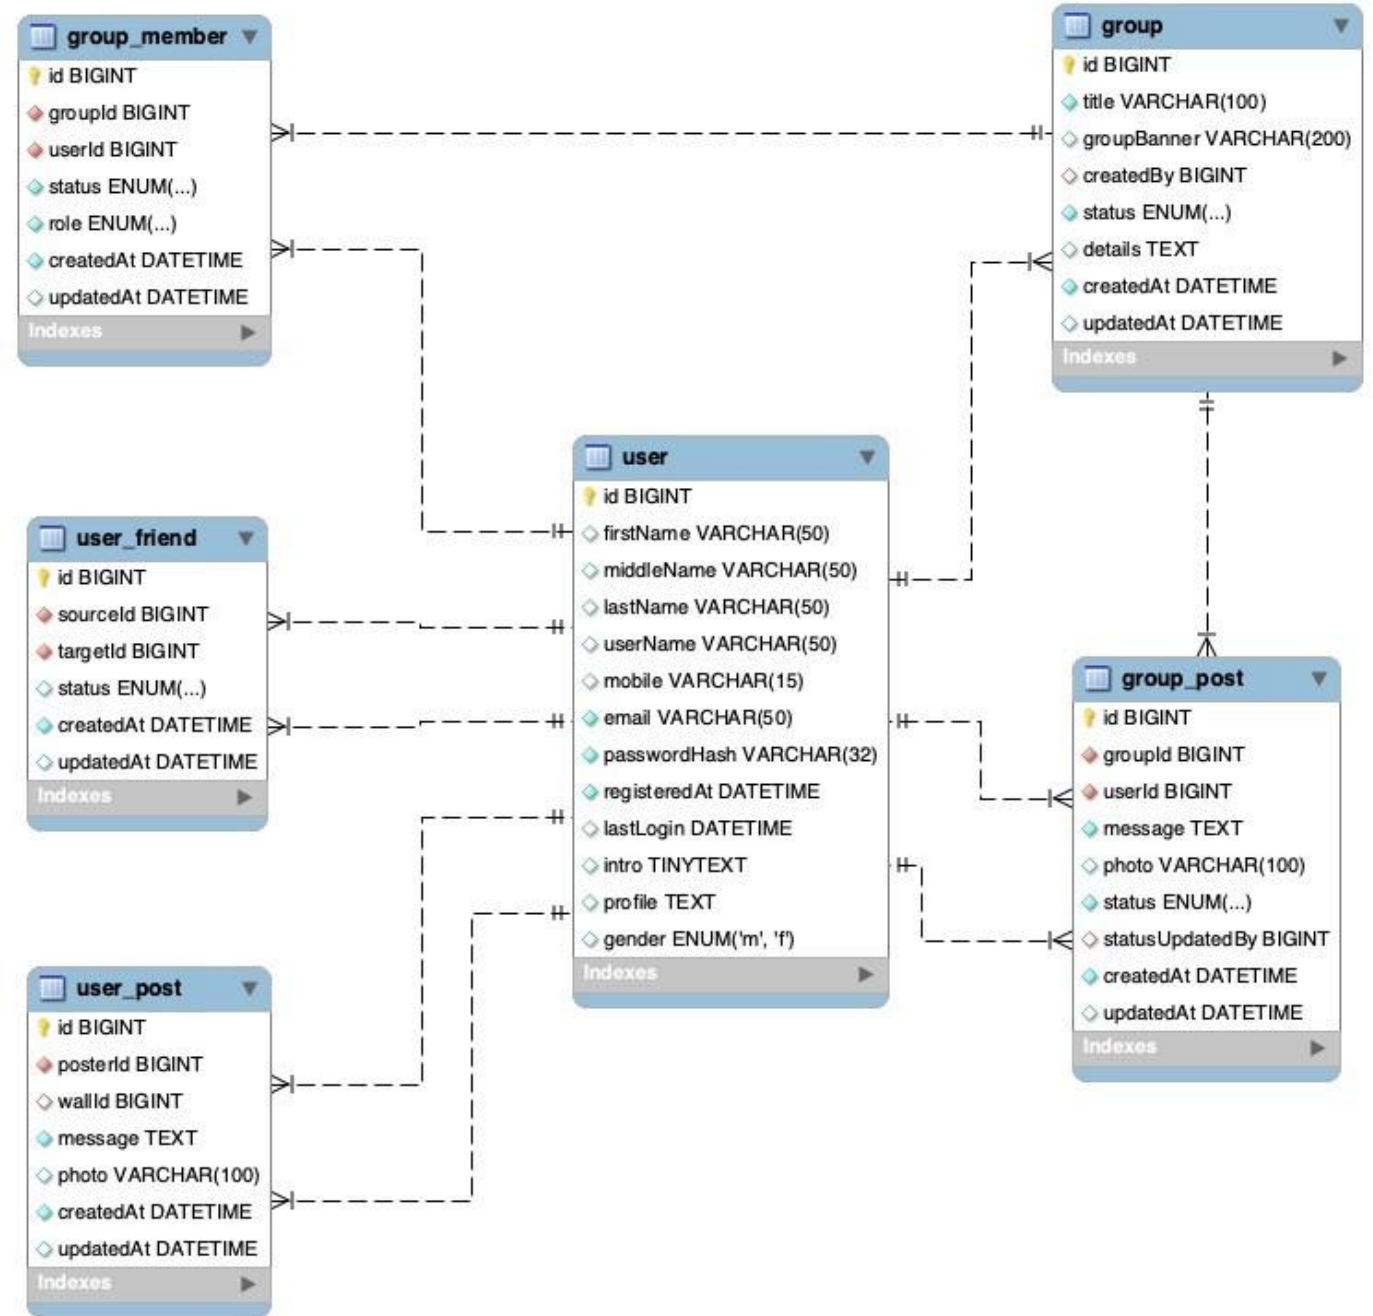 group_member
id BIGINT
groupId BIGINT
userId BIGINT
status ENUM(...)
role ENUM(...)
createdAt DATETIME
updatedAt DATETIME
Indexes
group
id BIGINT
title VARCHAR(100)
groupBanner VARCHAR(200)
createdBy BIGINT
status ENUM(...)
details TEXT
createdAt DATETIME
updatedAt DATETIME
Indexes
user
id BIGINT
firstName VARCHAR(50)
middleName VARCHAR(50)
lastName VARCHAR(50)
userName VARCHAR(50)
mobile VARCHAR(15)
email VARCHAR(50)
passwordHash VARCHAR(32)
registeredAt DATETIME
lastLogin DATETIME
intro TINYTEXT
profile TEXT
gender ENUM('m', 'f')
Indexes
user_friend
id BIGINT
sourceId BIGINT
targetId BIGINT
status ENUM(...)
createdAt DATETIME
updatedAt DATETIME
Indexes
group_post
id BIGINT
groupId BIGINT
userId BIGINT
message TEXT
photo VARCHAR(100)
status ENUM(...)
statusUpdatedBy BIGINT
createdAt DATETIME
updatedAt DATETIME
Indexes
user_post
id BIGINT
posterId BIGINT
wallId BIGINT
message TEXT
photo VARCHAR(100)
createdAt DATETIME
updatedAt DATETIME
Indexes